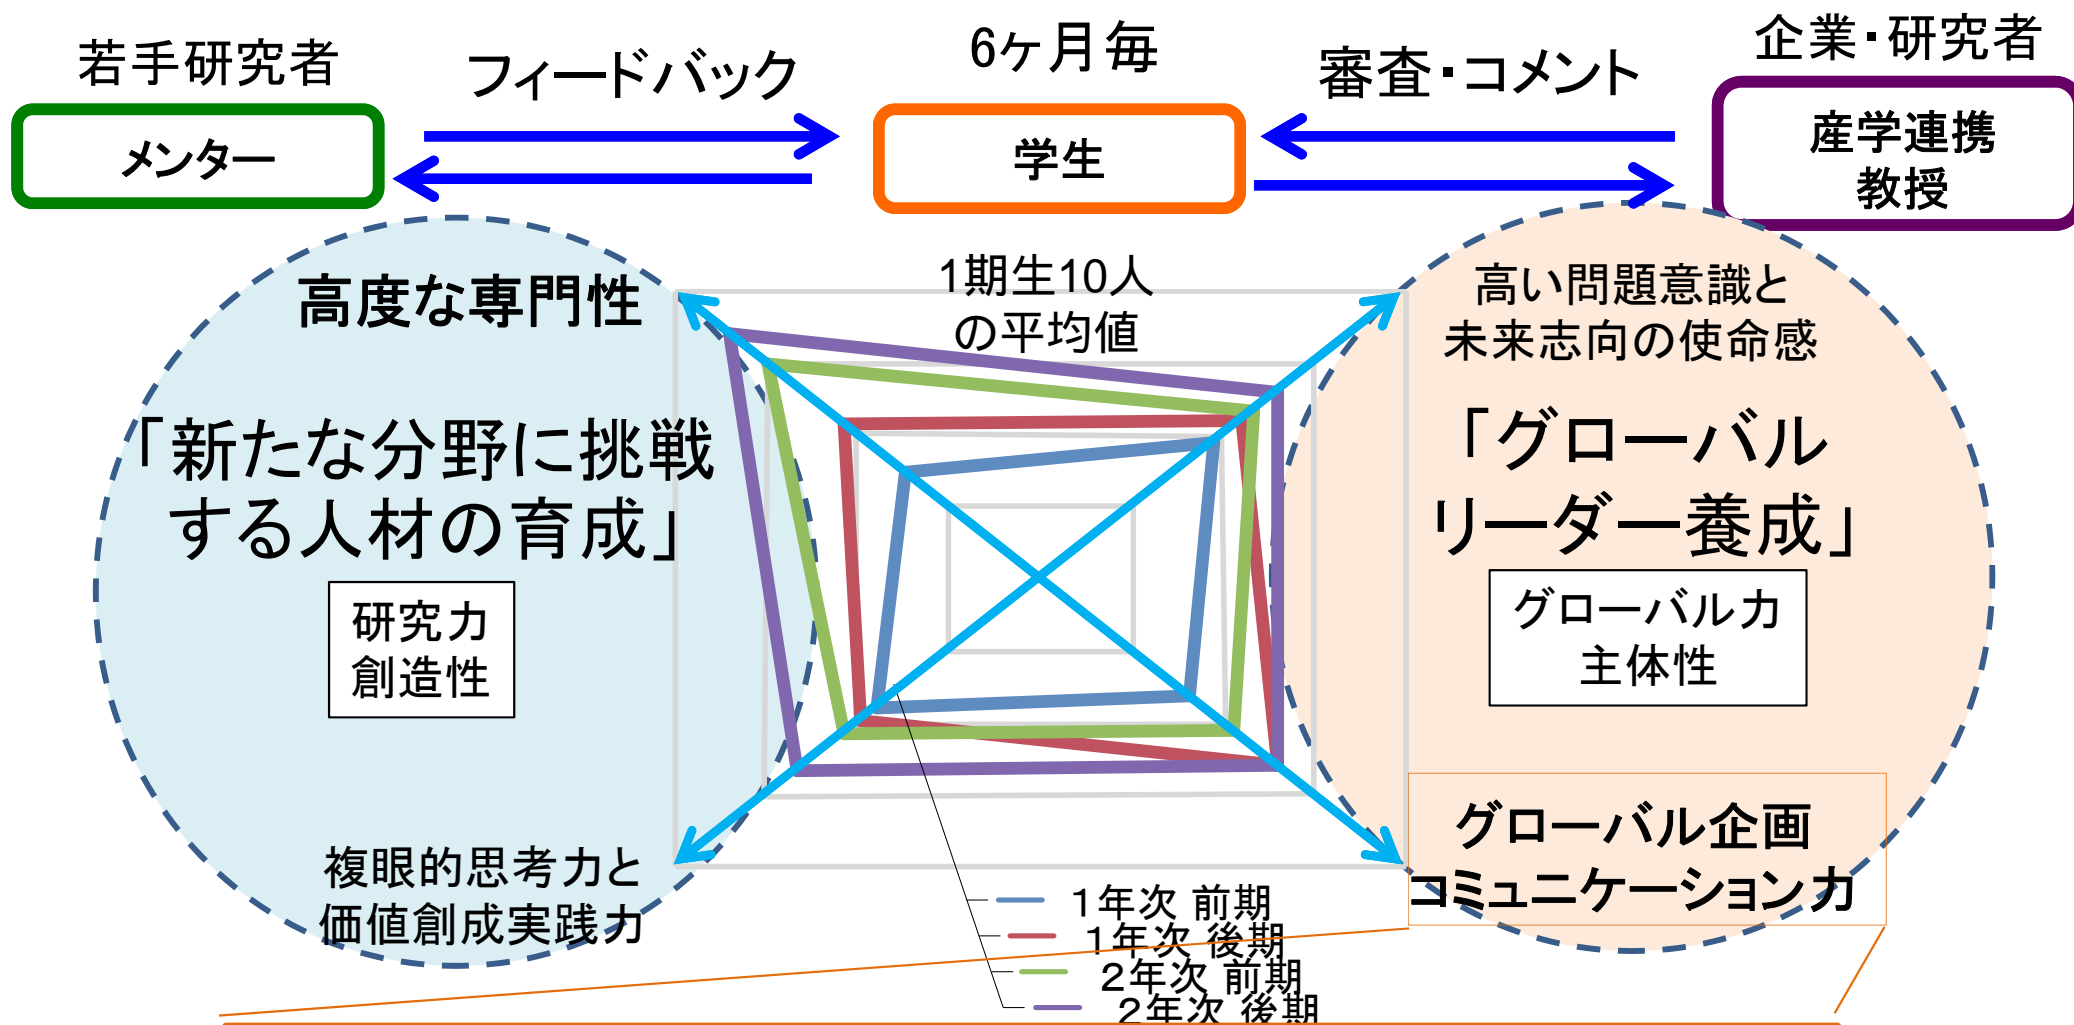 若手研究者
フィードバック
6ヶ月毎
審査・コメント
企業・研究者
メンター
学生
産学連携
教授
高度な専門性
1期生10人
の平均値
高い問題意識と
未来志向の使命感
「新たな分野に挑戦
する人材の育成」
「グローバル
リーダー養成」
研究力
創造性
グローバル力
主体性
複眼的思考力と
価値創成実践力
グローバル企画
コミュニケーション力
1年次 前期
1年次 後期
2年次 前期
2年次 後期